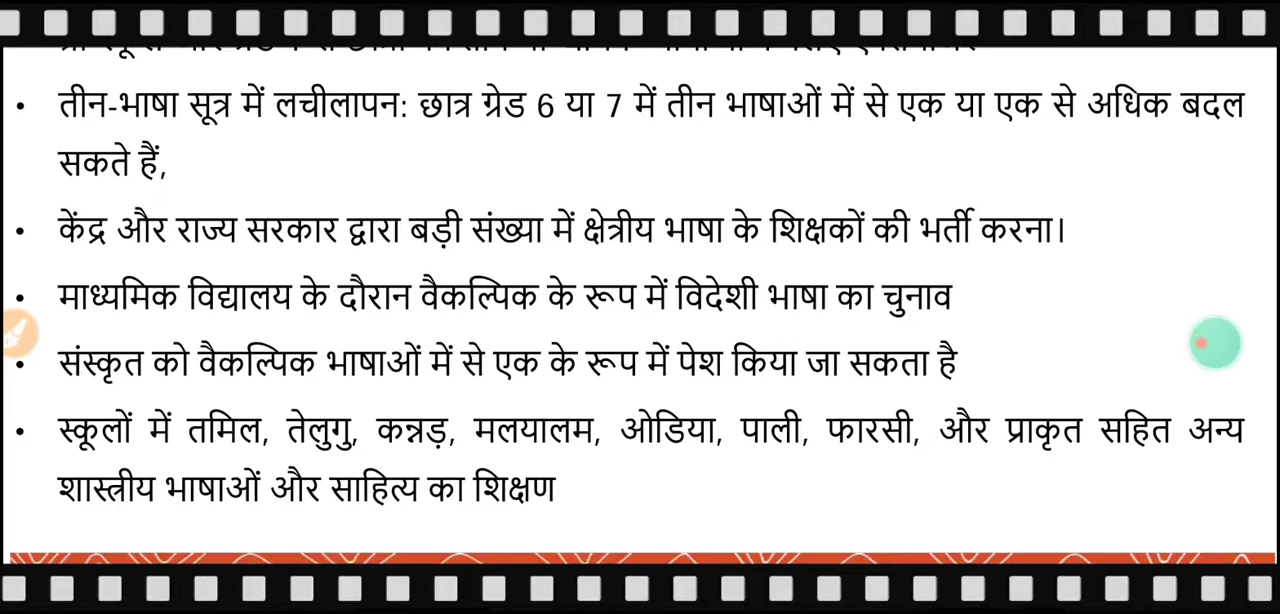 • तीन-भाषा सूत्र में लचीलापन: छात्र ग्रेड 6 या 7 में तीन भाषाओं में से एक या एक से अधिक बदल
सकते हैं,
• केंद्र और राज्य सरकार द्वारा बड़ी संख्या में क्षेत्रीय भाषा के शिक्षकों की भर्ती करना।
• माध्यमिक विद्यालय के दौरान वैकल्पिक के रूप में विदेशी भाषा का चुनाव
• संस्कृत को वैकल्पिक भाषाओं में से एक के रूप में पेश किया जा सकता है
• स्कूलों में तमिल, तेलुगु, कन्नड़, मलयालम, ओडिया, पाली, फारसी, और प्राकृत सहित अन्य
शास्त्रीय भाषाओं और साहित्य का शिक्षण